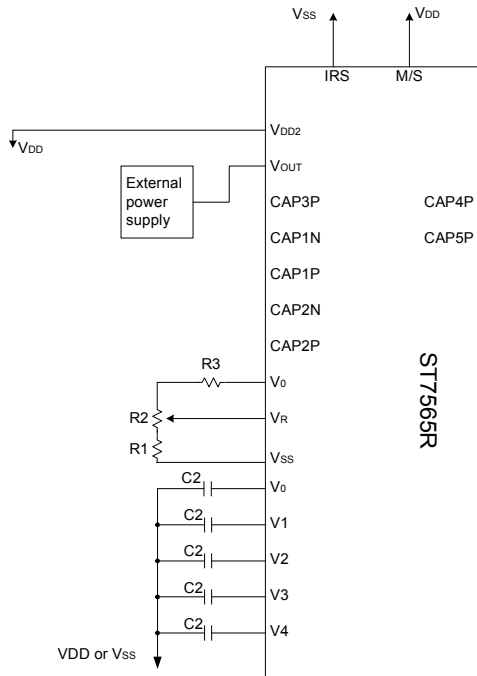 VSS
VDD
IRS
M/S
VDD2
VDD
VOUT
External
power
supply
CAP3P
CAP4P
CAP1N
CAP5P
CAP1P
CAP2N
CAP2P
ST7565R
R3
V0
R2
VR
R1
VSS
C2
V0
C2
V1
C2
V2
C2
V3
C2
V4
VDD or VSS